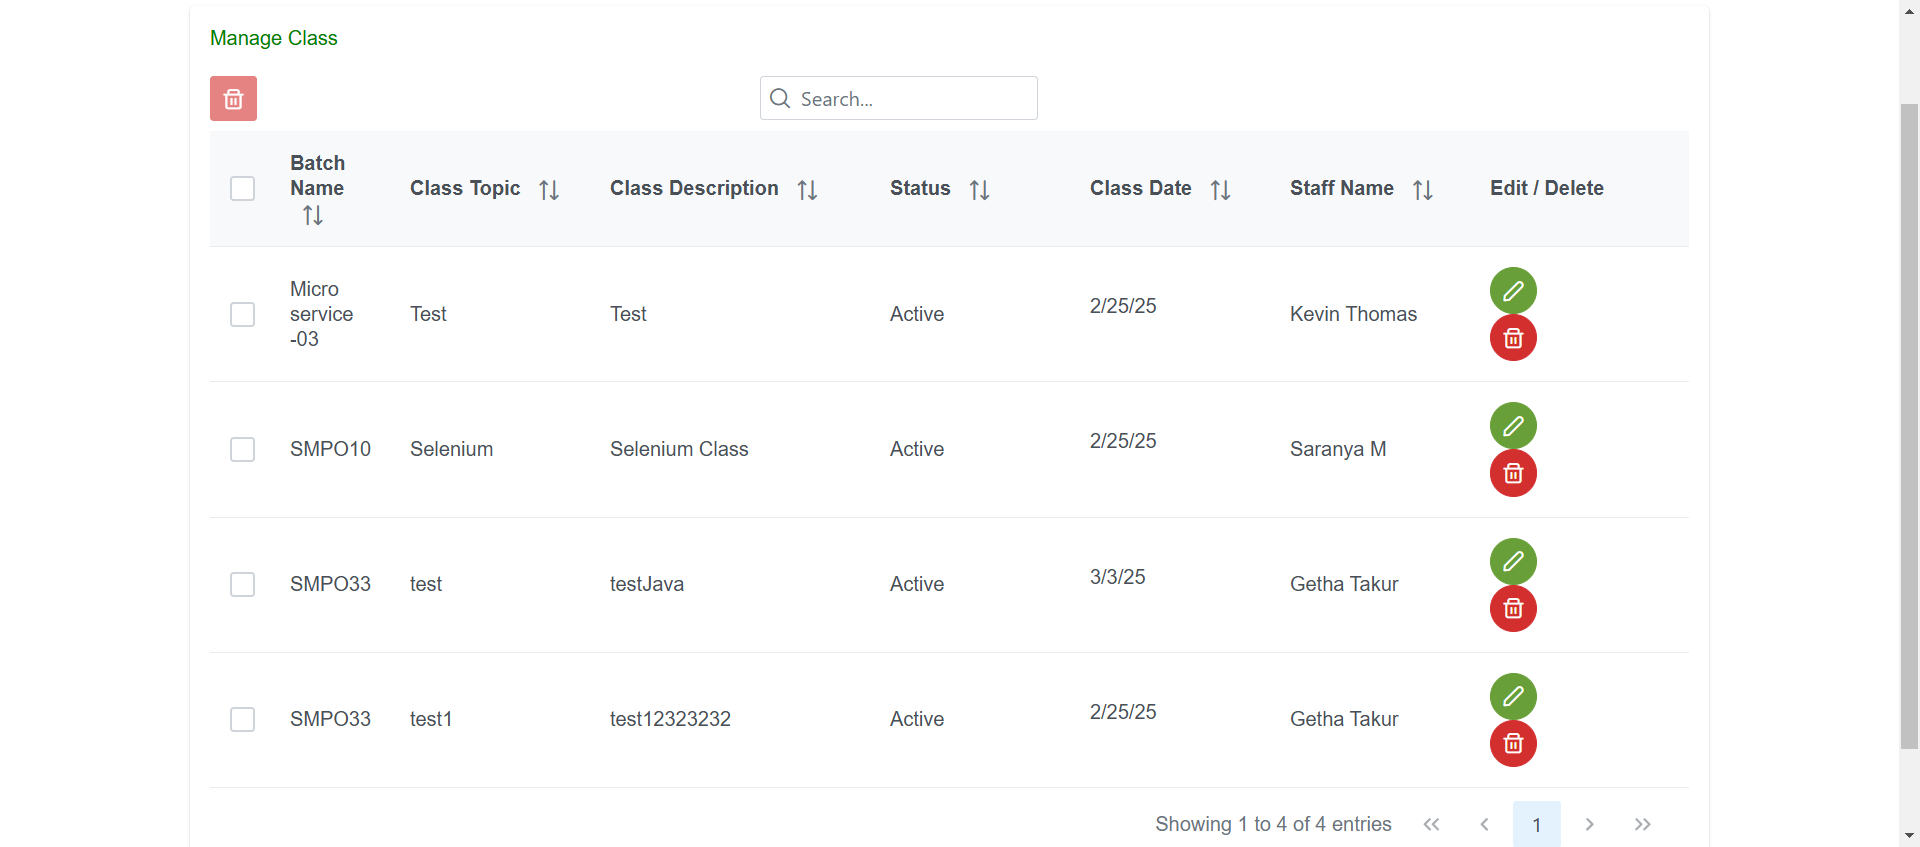 Manage Class
Search...
Batch Name Class Topic Class Description Status Class Date Staff Name Edit / Delete
Micro service -03 Test Test Active 2/25/25 Kevin Thomas
SMPO10 Selenium Selenium Class Active 2/25/25 Saranya M
SMPO33 test testJava Active 3/3/25 Getha Takur
SMPO33 test1 test12323232 Active 2/25/25 Getha Takur
Showing 1 to 4 of 4 entries 1